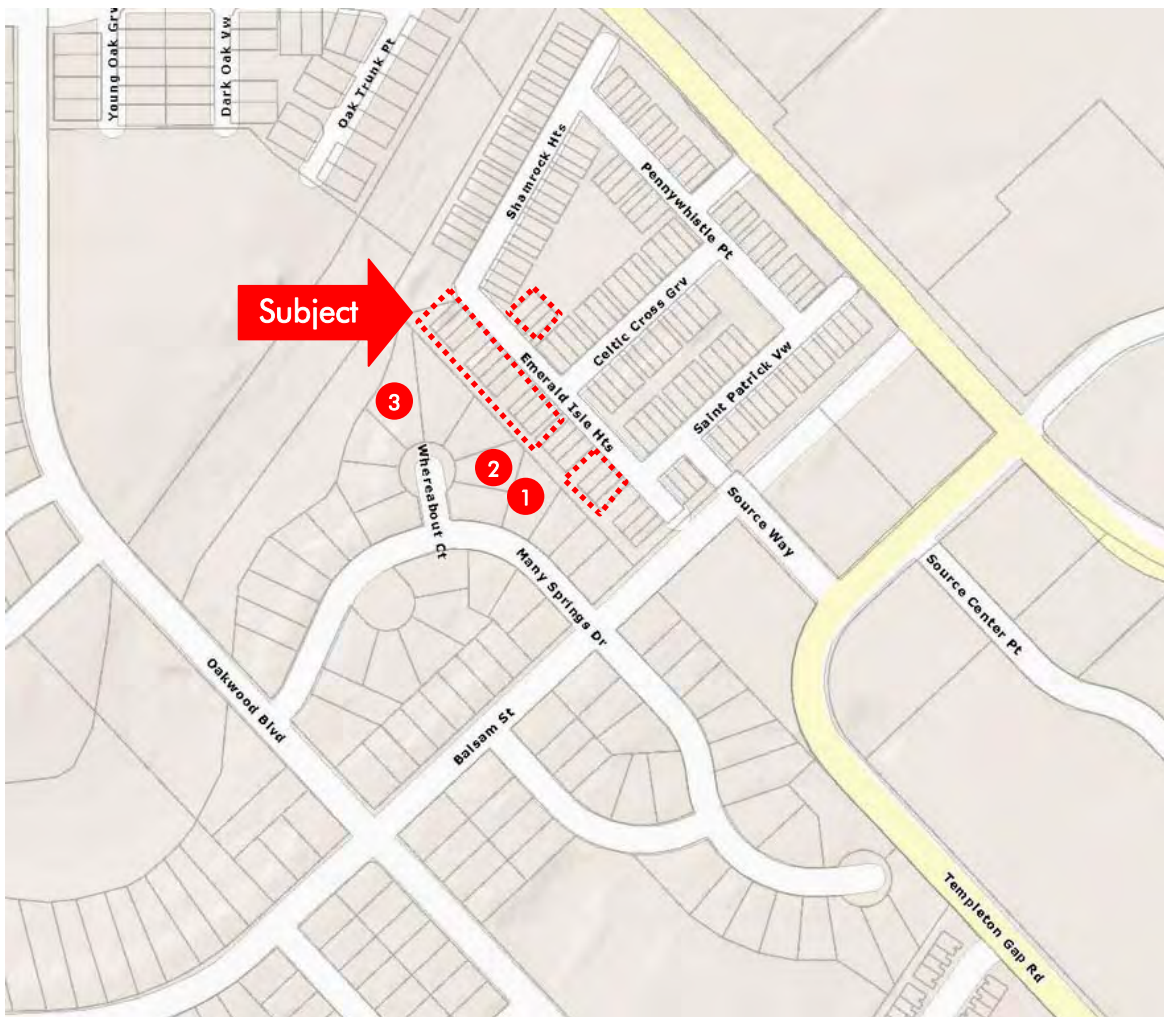 Young Oak Grv
Dark Oak Vw
Oak Trunk Pt
Shamrock Hts
Pennywhistle Pt
Subject
Celtic Cross Grv
Emerald Isle Hts
Saint Patrick Vw
3
2
1
Whereabout Ct
Source Way
Many Springs Dr
Source Center Pt
Oakwood Blvd
Balsam St
Templeton Gap Rd